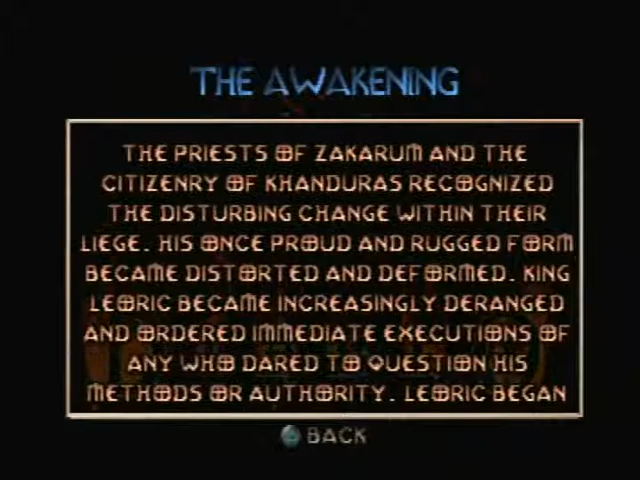 THE AWAKENING
THE PRIESTS OF ZAKARUM AND THE
CITIZENRY OF KHANDURAS RECOGNIZED
THE DISTURBING CHANGE WITHIN THEIR
LIEGE. HIS ONCE PROUD AND RUGGED FORM
BECAME DISTORTED AND DEFORMED. KING
LEORIC BECAME INCREASINGLY DERANGED
AND ORDERED IMMEDIATE EXECUTIONS OF
ANY WHO DARED TO QUESTION HIS
METHODS OR AUTHORITY. LEORIC BEGAN
BACK